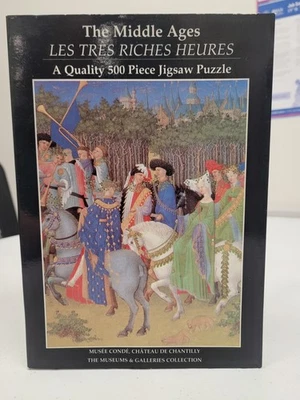 The Middle Ages
LES TRES RICHES HEURES
A Quality 500 Piece Jigsaw Puzzle
MUSÉE CONDÉ, CHÂTEAU DE CHANTILLY
THE MUSEUMS & GALLERIES COLLECTION